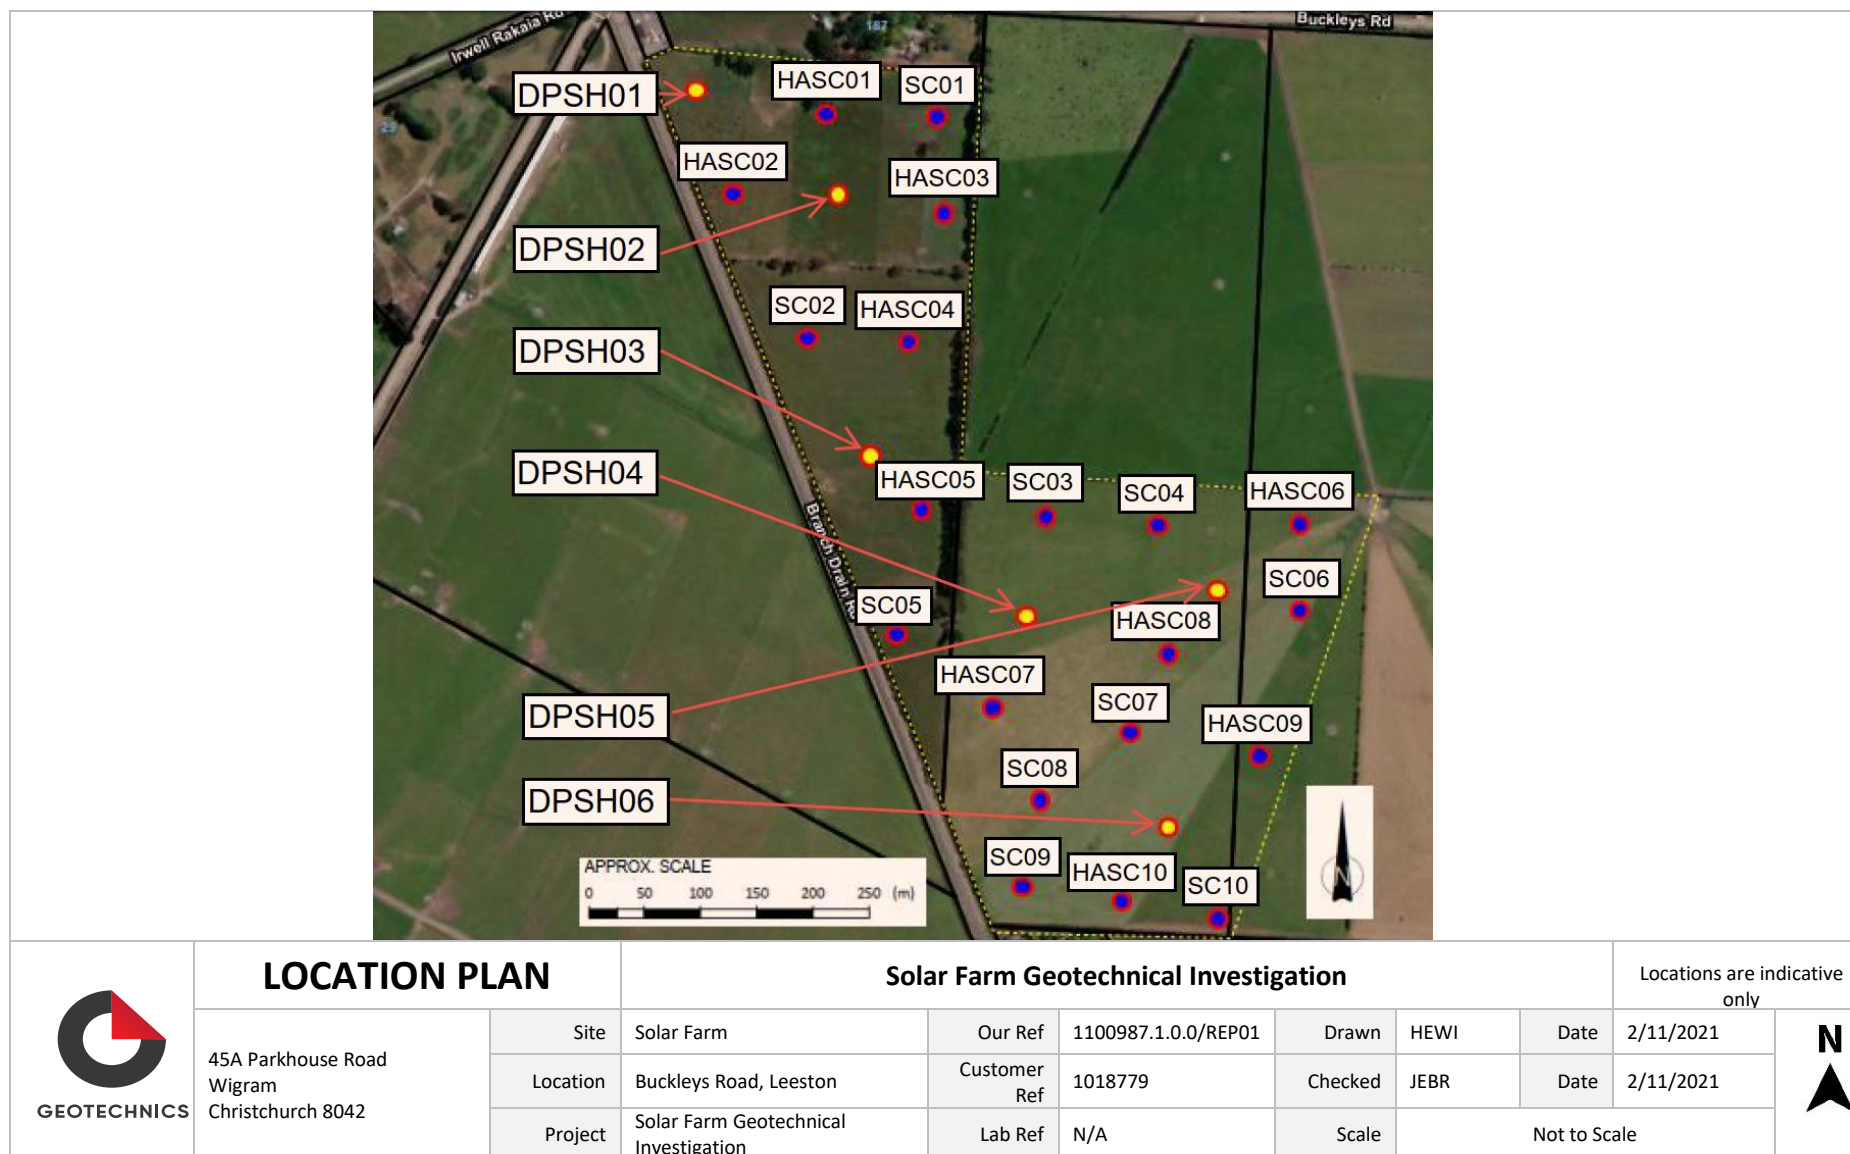 Irwell Rakaia Rd
187
Buckleys Rd
29
DPSH01
HASC01
SC01
HASC02
HASC03
DPSH02
SC02
HASC04
DPSH03
DPSH04
HASC05
SC03
SC04
HASC06
Branch Drain Rd
SC06
SC05
HASC08
HASC07
SC07
HASC09
DPSH05
SC08
DPSH06
SC09
HASC10
SC10
APPROX. SCALE
0 50 100 150 200 250 (m)
N
LOCATION PLAN
Solar Farm Geotechnical Investigation
Locations are indicative
only
GEOTECHNICS
45A Parkhouse Road
Wigram
Christchurch 8042
Site Solar Farm Our Ref 1100987.1.0.0/REP01 Drawn HEWI Date 2/11/2021
Location Buckleys Road, Leeston Customer
Ref 1018779 Checked JEBR Date 2/11/2021
Project Solar Farm Geotechnical
Investigation Lab Ref N/A Scale Not to Scale
N